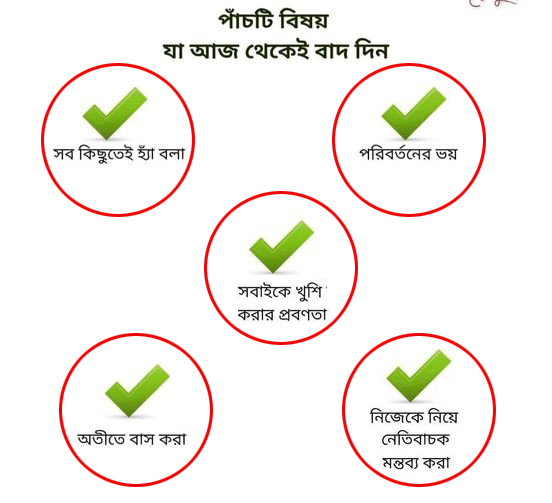 পাঁচটি বিষয়
যা আজ থেকেই বাদ দিন
সব কিছুতেই হ্যাঁ বলা
পরিবর্তনের ভয়
সবাইকে খুশি
করার প্রবণতা
অতীতে বাস করা
নিজেকে নিয়ে
নেতিবাচক
মন্তব্য করা